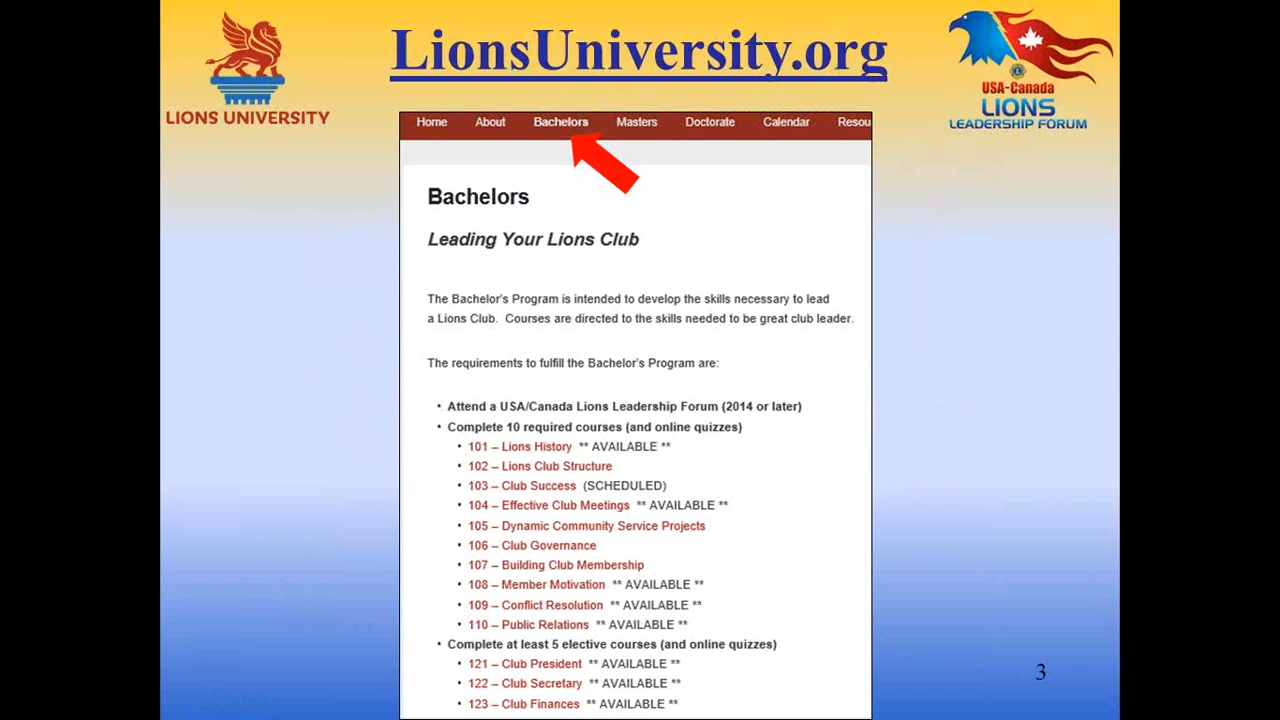 LionsUniversity.org
LIONS UNIVERSITY
USA-Canada
LIONS
LEADERSHIP FORUM
Home About Bachelors Masters Doctorate Calendar Resou
Bachelors
Leading Your Lions Club
The Bachelor's Program is intended to develop the skills necessary to lead
a Lions Club. Courses are directed to the skills needed to be great club leader.
The requirements to fulfill the Bachelor's Program are:
• Attend a USA/Canada Lions Leadership Forum (2014 or later)
• Complete 10 required courses (and online quizzes)
• 101 – Lions History ** AVAILABLE **
• 102 – Lions Club Structure
• 103 – Club Success (SCHEDULED)
• 104 – Effective Club Meetings ** AVAILABLE **
• 105 – Dynamic Community Service Projects
• 106 – Club Governance
• 107 – Building Club Membership
• 108 – Member Motivation ** AVAILABLE **
• 109 – Conflict Resolution ** AVAILABLE **
• 110 – Public Relations ** AVAILABLE **
• Complete at least 5 elective courses (and online quizzes)
• 121 – Club President ** AVAILABLE **
• 122 – Club Secretary ** AVAILABLE **
• 123 – Club Finances ** AVAILABLE **
3